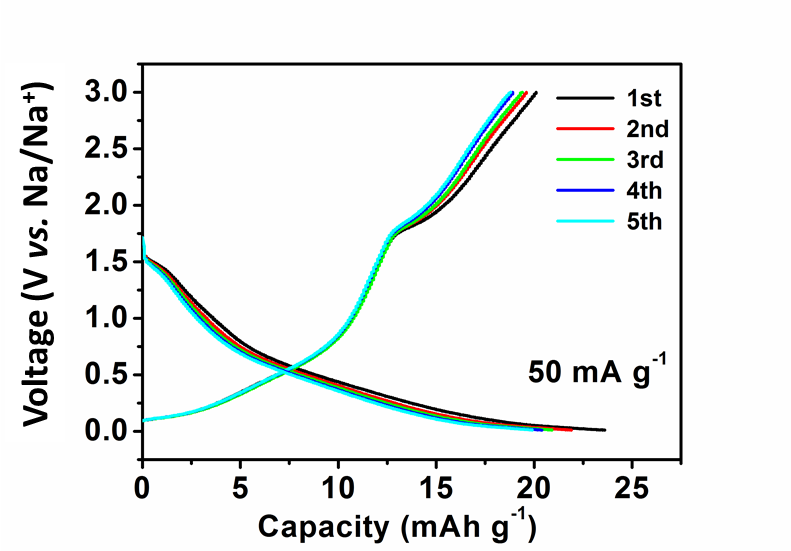 3.0
2.5
2.0
1.5
1.0
0.5
0.0
Voltage (V vs. Na/Na⁺)
1st
2nd
3rd
4th
5th
50 mA g⁻¹
0 5 10 15 20 25
Capacity (mAh g⁻¹)